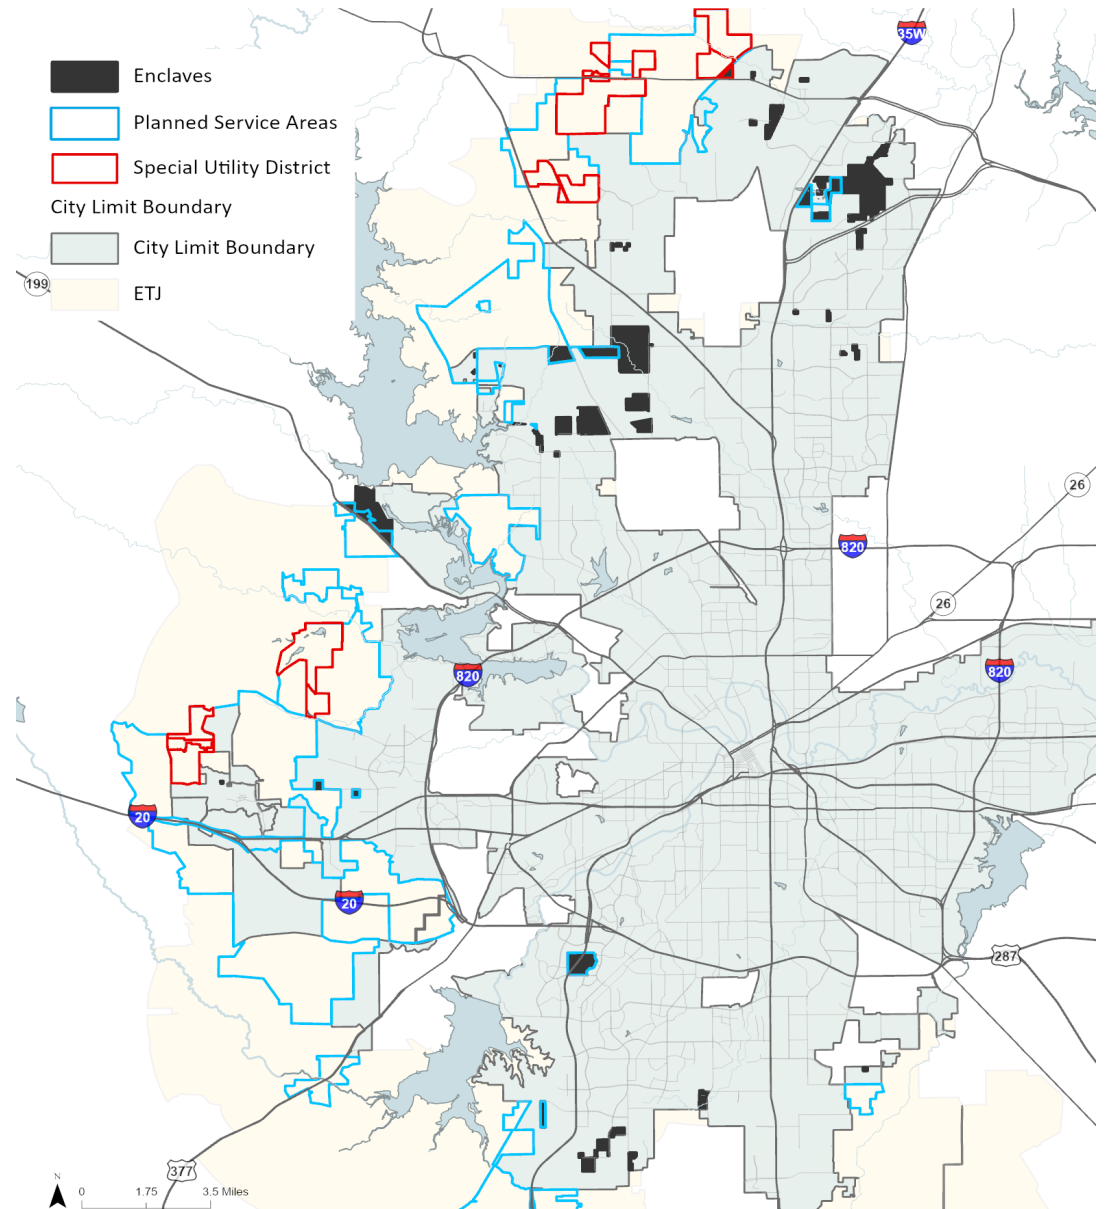 35W
Enclaves
Planned Service Areas
Special Utility District
City Limit Boundary
City Limit Boundary
199
ETJ
26
820
26
820
820
20
20
287
377
N
0 1.75 3.5 Miles